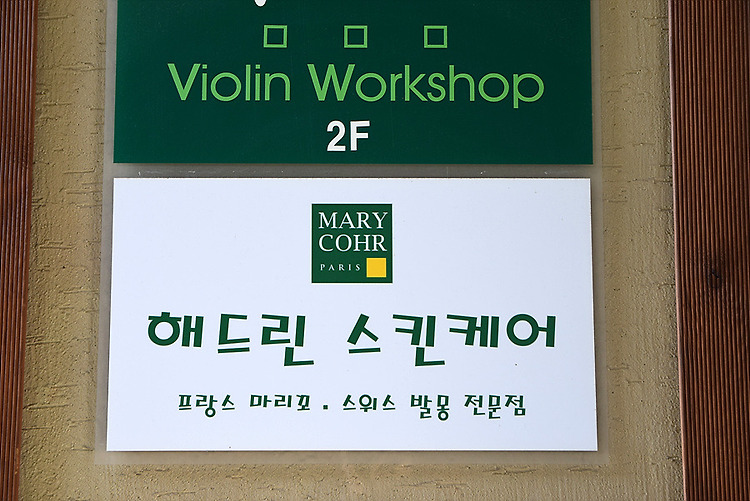 Violin Workshop
2F
MARY
COHR
PARIS
해드린 스킨케어
프랑스 마리꼬 . 스위스 발몽 전문점